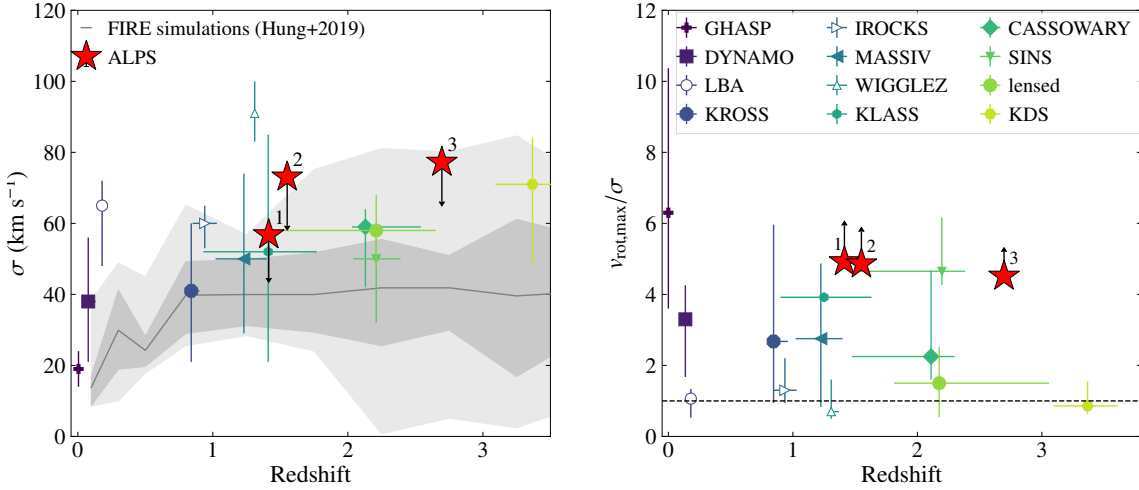 FIRE simulations (Hung+2019)
ALPS
120
100
80
60
40
20
0
σ (km s⁻¹)
1
2
3
0
1
2
3
Redshift
GHASP
DYNAMO
LBA
KROSS
IROCKS
MASSIV
WIGGLEZ
KLASS
CASSOWARY
SINS
lensed
KDS
12
10
8
6
4
2
0
v_rot,max/σ
1
2
3
0
1
2
3
Redshift